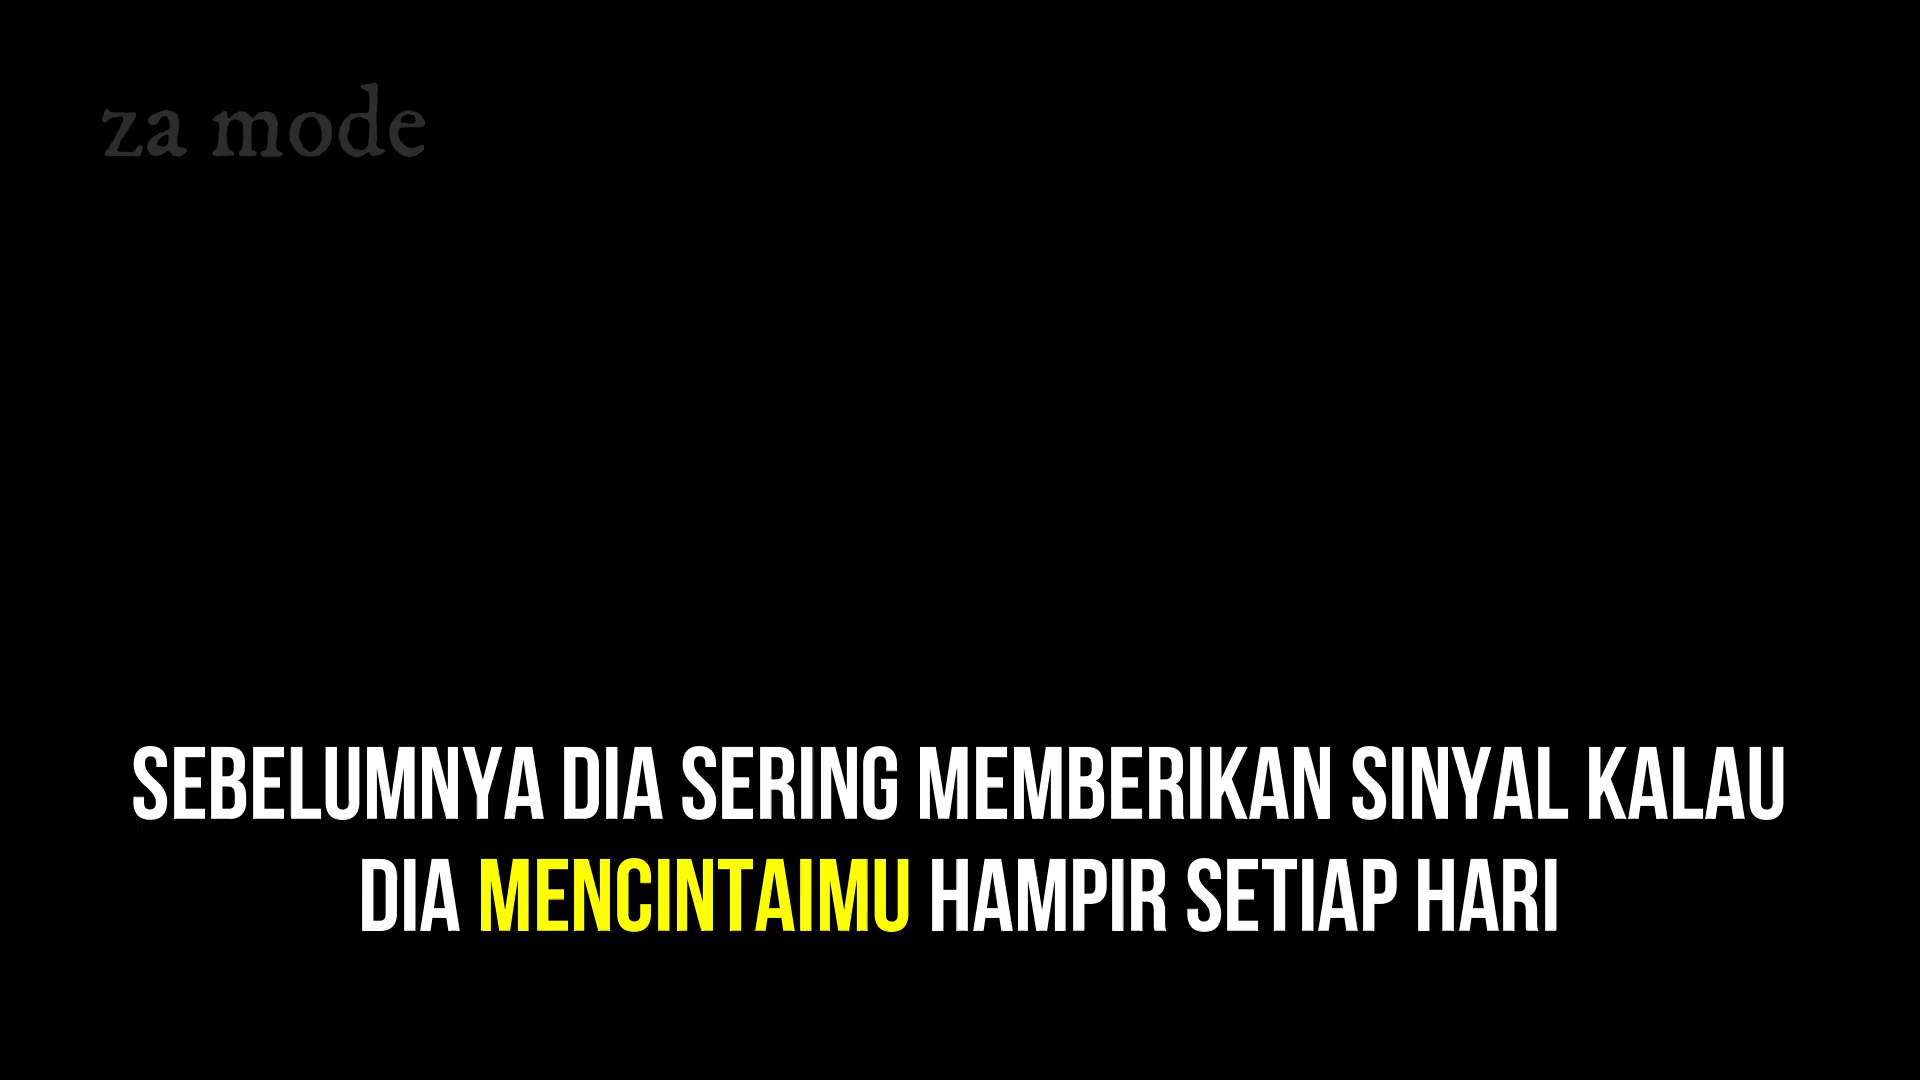 za mode
SEBELUMNYA DIA SERING MEMBERIKAN SINYAL KALAU
DIA MENCINTAIMU HAMPIR SETIAP HARI